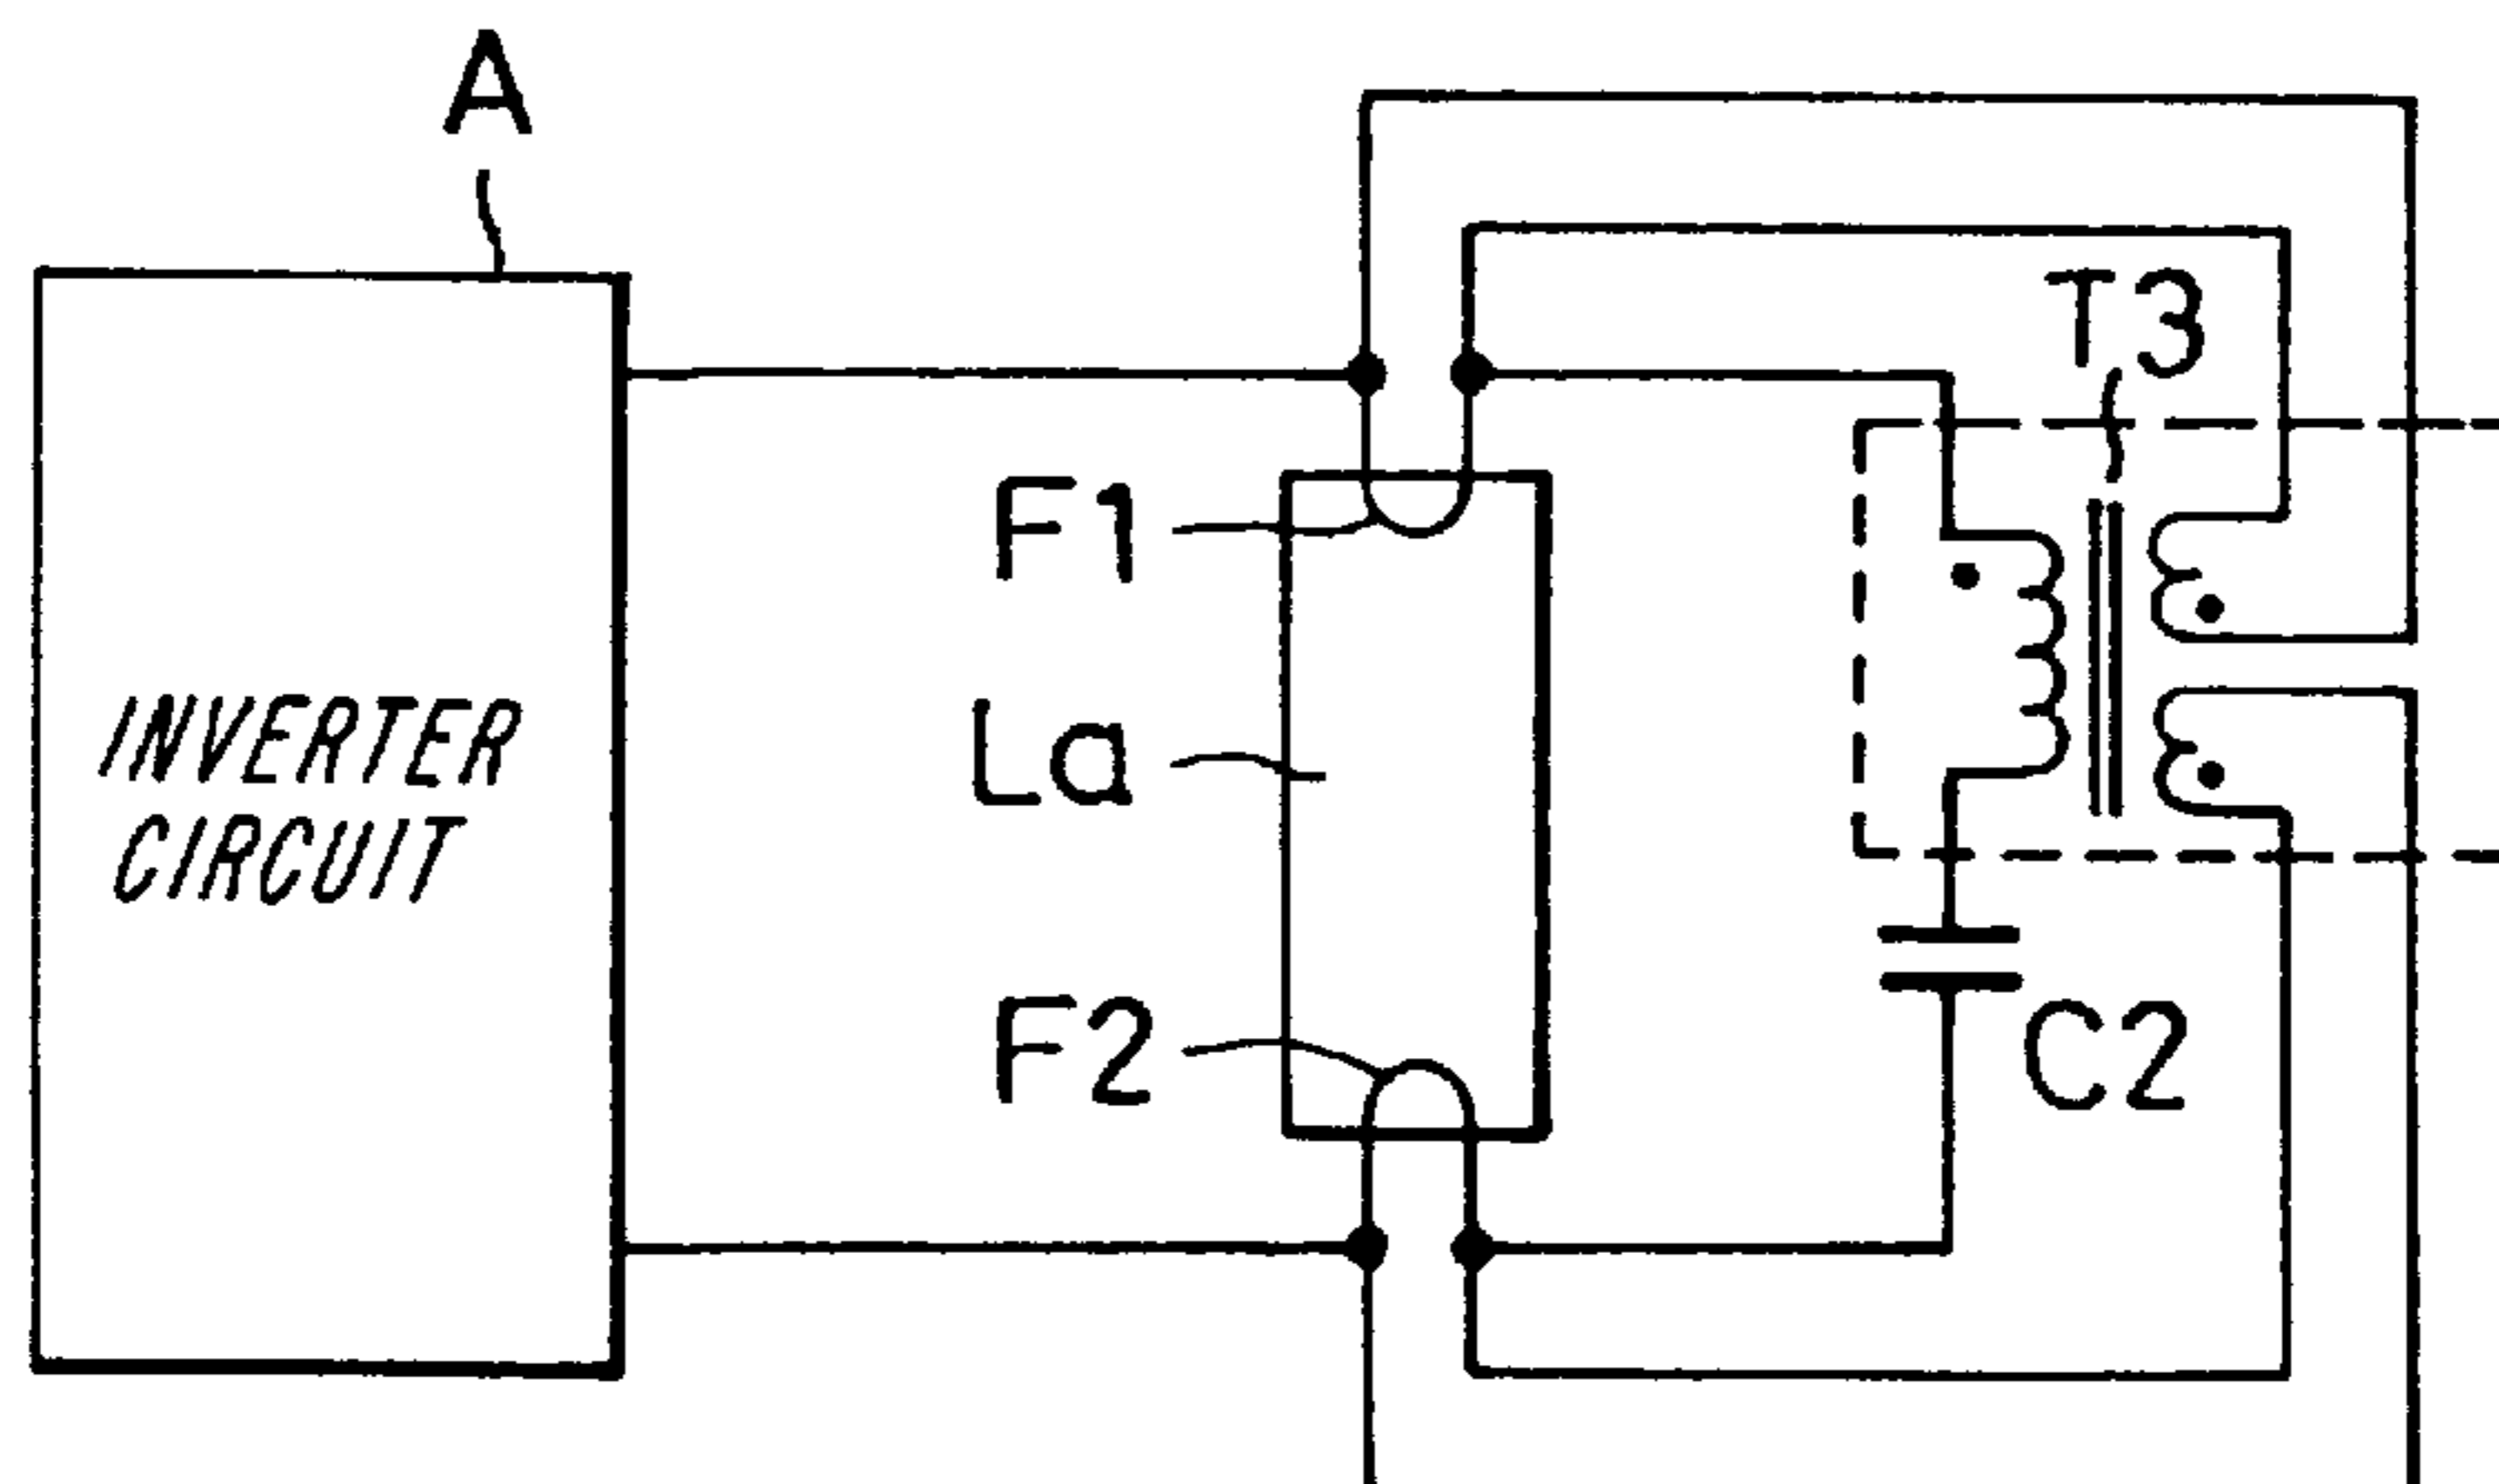 A
T3
F1
La
INVERTER
CIRCUIT
F2
C2